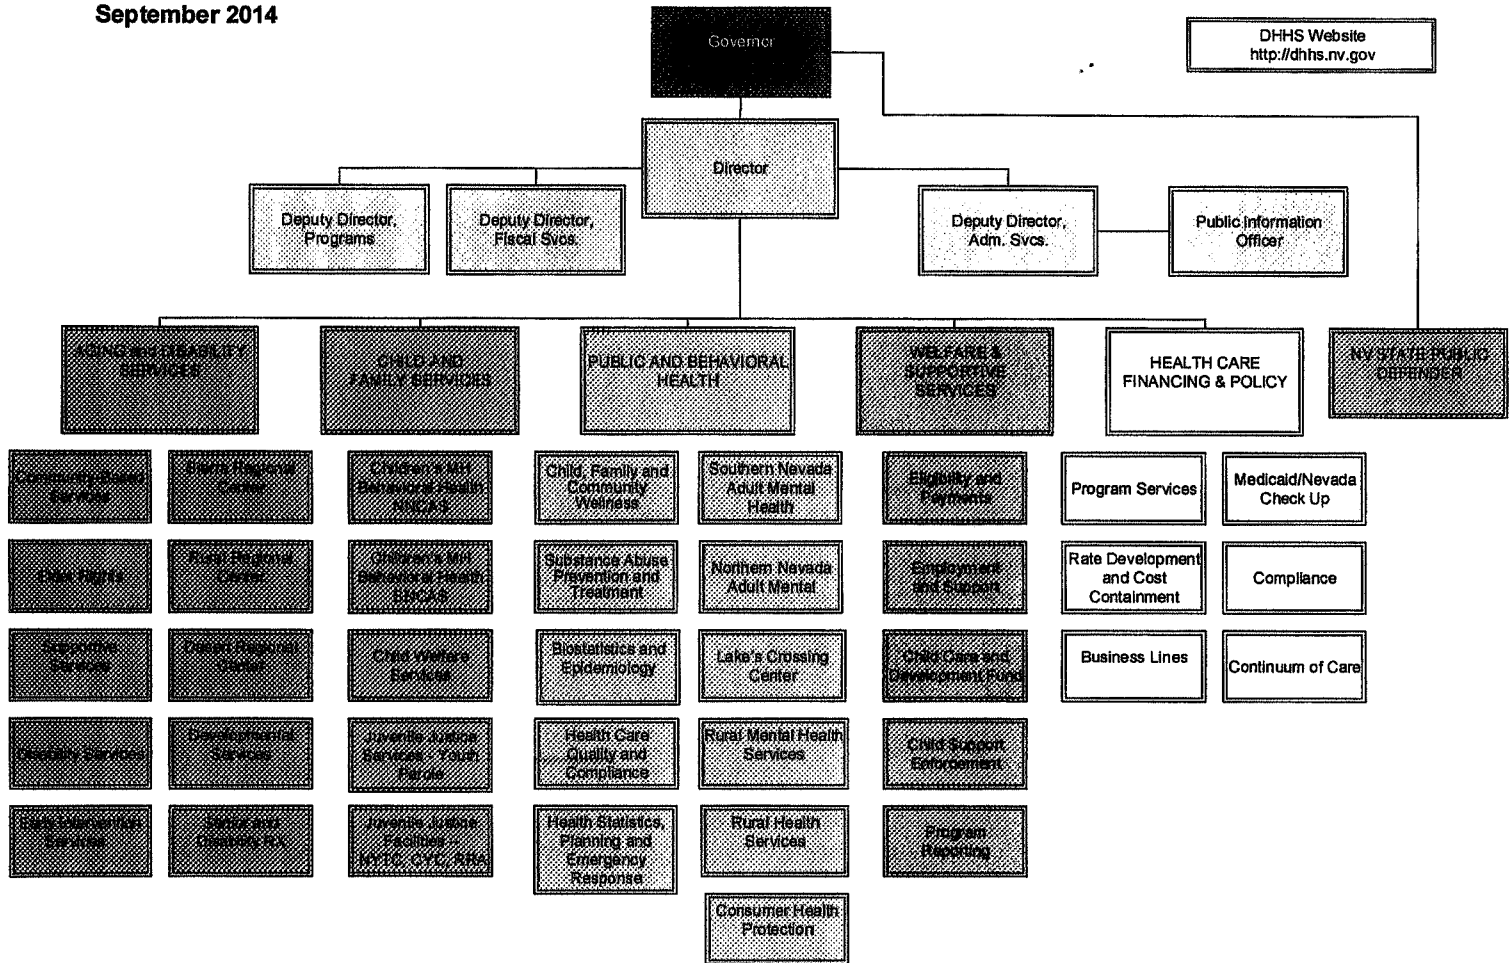 September 2014
Governor
DHHS Website
http://dhhs.nv.gov
Director
Deputy Director,
Programs
Deputy Director,
Fiscal Svcs.
Deputy Director,
Adm. Svcs.
Public Information
Officer
AGING and DISABILITY
SERVICES
CHILD AND
FAMILY SERVICES
PUBLIC AND BEHAVIORAL
HEALTH
WELFARE &
SUPPORTIVE
SERVICES
HEALTH CARE
FINANCING & POLICY
NV STATE PUBLIC
DEFENDER
Community-Based
Services
Sierra Regional
Center
Children's MH
Behavioral Health
NNCAS
Child, Family and
Community
Wellness
Southern Nevada
Adult Mental
Health
Eligibility and
Payments
Program Services
Medicaid/Nevada
Check Up
Elder Rights
Rural Regional
Center
Children's MH
Behavioral Health
SNCAS
Substance Abuse
Prevention and
Treatment
Northern Nevada
Adult Mental
Employment
and Support
Rate Development
and Cost
Containment
Compliance
Supportive
Services
Desert Regional
Center
Child Welfare
Services
Biostatistics and
Epidemiology
Lake's Crossing
Center
Child Care and
Development Fund
Business Lines
Continuum of Care
Disability Services
Developmental
Services
Juvenile Justice
Services - Youth
Parole
Health Care
Quality and
Compliance
Rural Mental Health
Services
Child Support
Enforcement
Early Intervention
Services
Senior and
Disability RX
Juvenile Justice
Facilities –
NYTC, CYC, RRA
Health Statistics,
Planning and
Emergency
Response
Rural Health
Services
Program
Reporting
Consumer Health
Protection